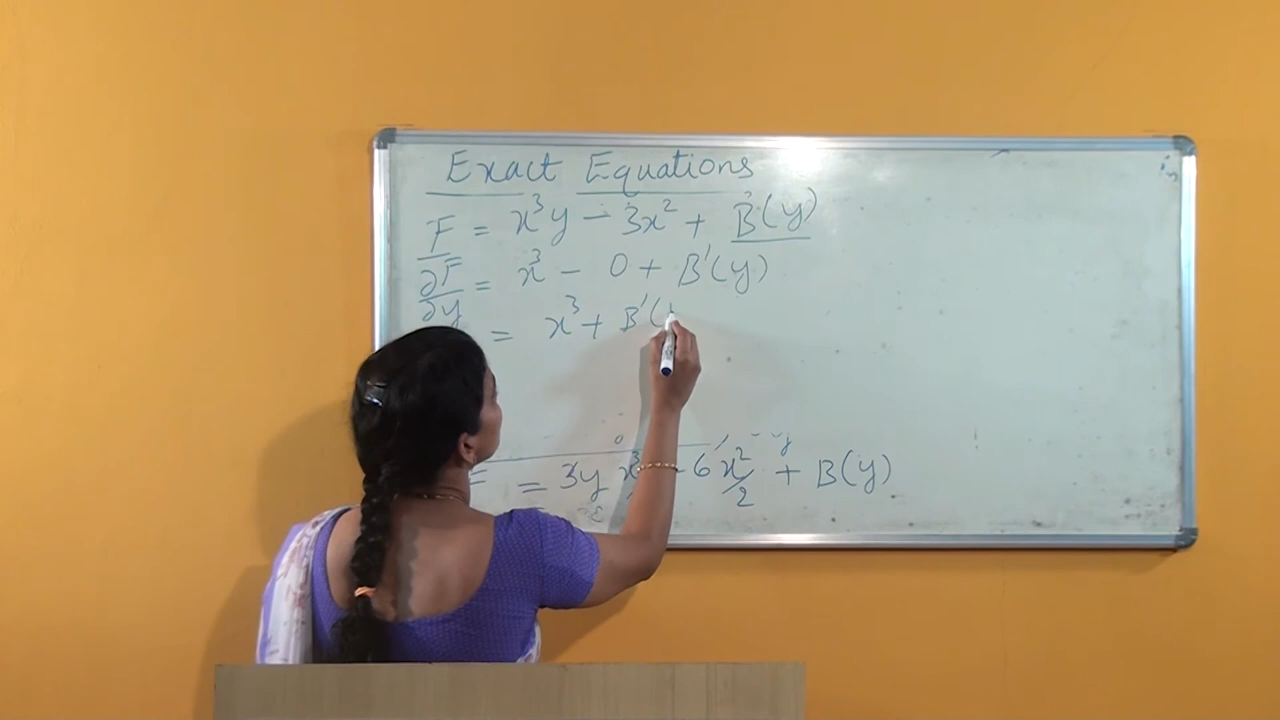 Exact Equations
F = x³y - 3x² + B(y)
∂F/∂y = x³ - 0 + B'(y)
= x³ + B'(
= 3y x³ - 6 x²/2 + B(y)